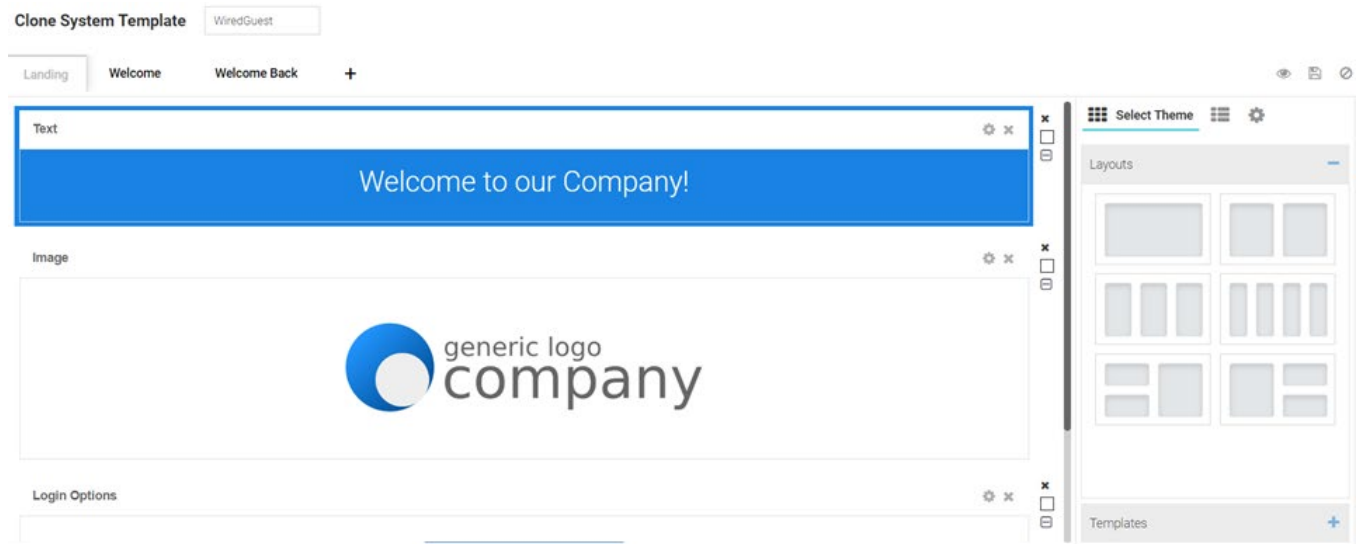 Clone System Template WiredGuest
Landing Welcome Welcome Back +
Select Theme
Text
Layouts
Welcome to our Company!
Image
generic logo
company
Login Options
Templates